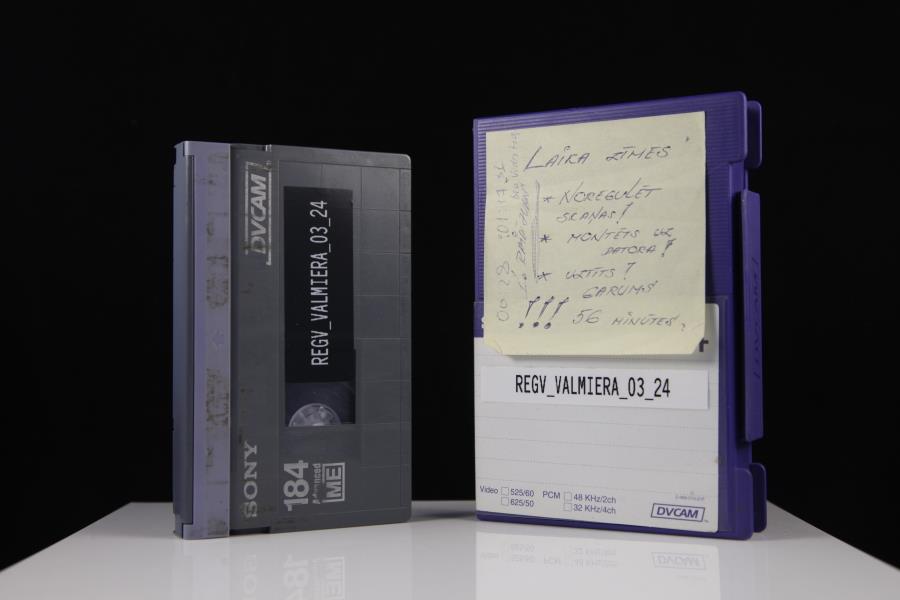 DVCAM
REGV_VALMIERA_03_24
SONY
184
Advanced
ME
LAIKA ZĪMES
* NOREGULĒT
SKAŅAS!
* MONTĒTS UZ
DATORA!
* UZTĪTS!
GARUMS
!!! 56 MINŪTES.
REGV_VALMIERA_03_24
Video 525/60 PCM 48 KHz/2ch
625/50 32 KHz/4ch
DVCAM